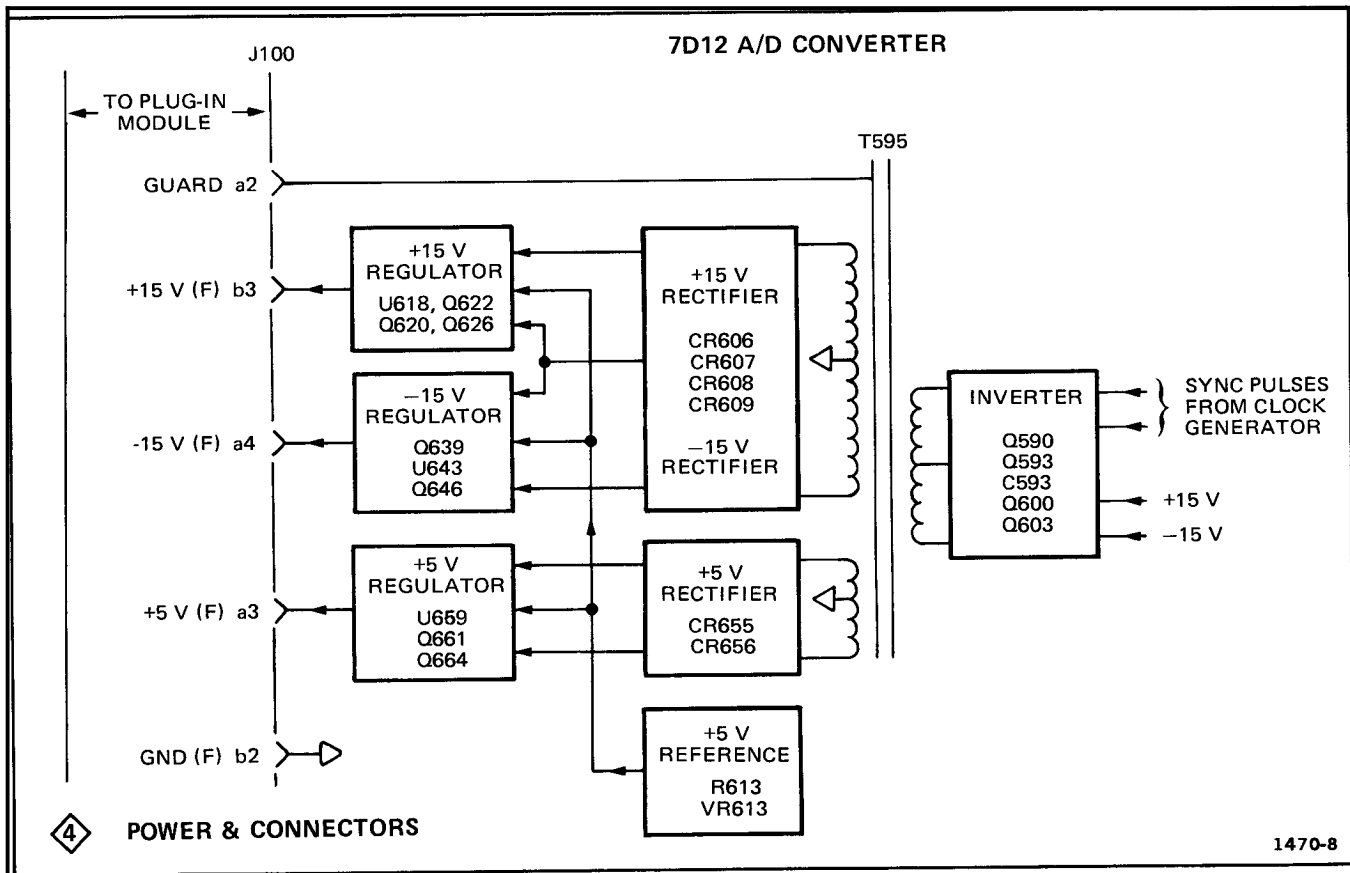 7D12 A/D CONVERTER
J100
TO PLUG-IN
MODULE
T595
GUARD a2
+15 V
REGULATOR
U618, Q622
Q620, Q626
+15 V (F) b3
+15 V
RECTIFIER
CR606
CR607
CR608
CR609
−15 V
RECTIFIER
−15 V
REGULATOR
Q639
U643
Q646
-15 V (F) a4
INVERTER
Q590
Q593
C593
Q600
Q603
SYNC PULSES
FROM CLOCK
GENERATOR
+15 V
−15 V
+5 V
REGULATOR
U659
Q661
Q664
+5 V (F) a3
+5 V
RECTIFIER
CR655
CR656
GND (F) b2
+5 V
REFERENCE
R613
VR613
4 POWER & CONNECTORS
1470-8